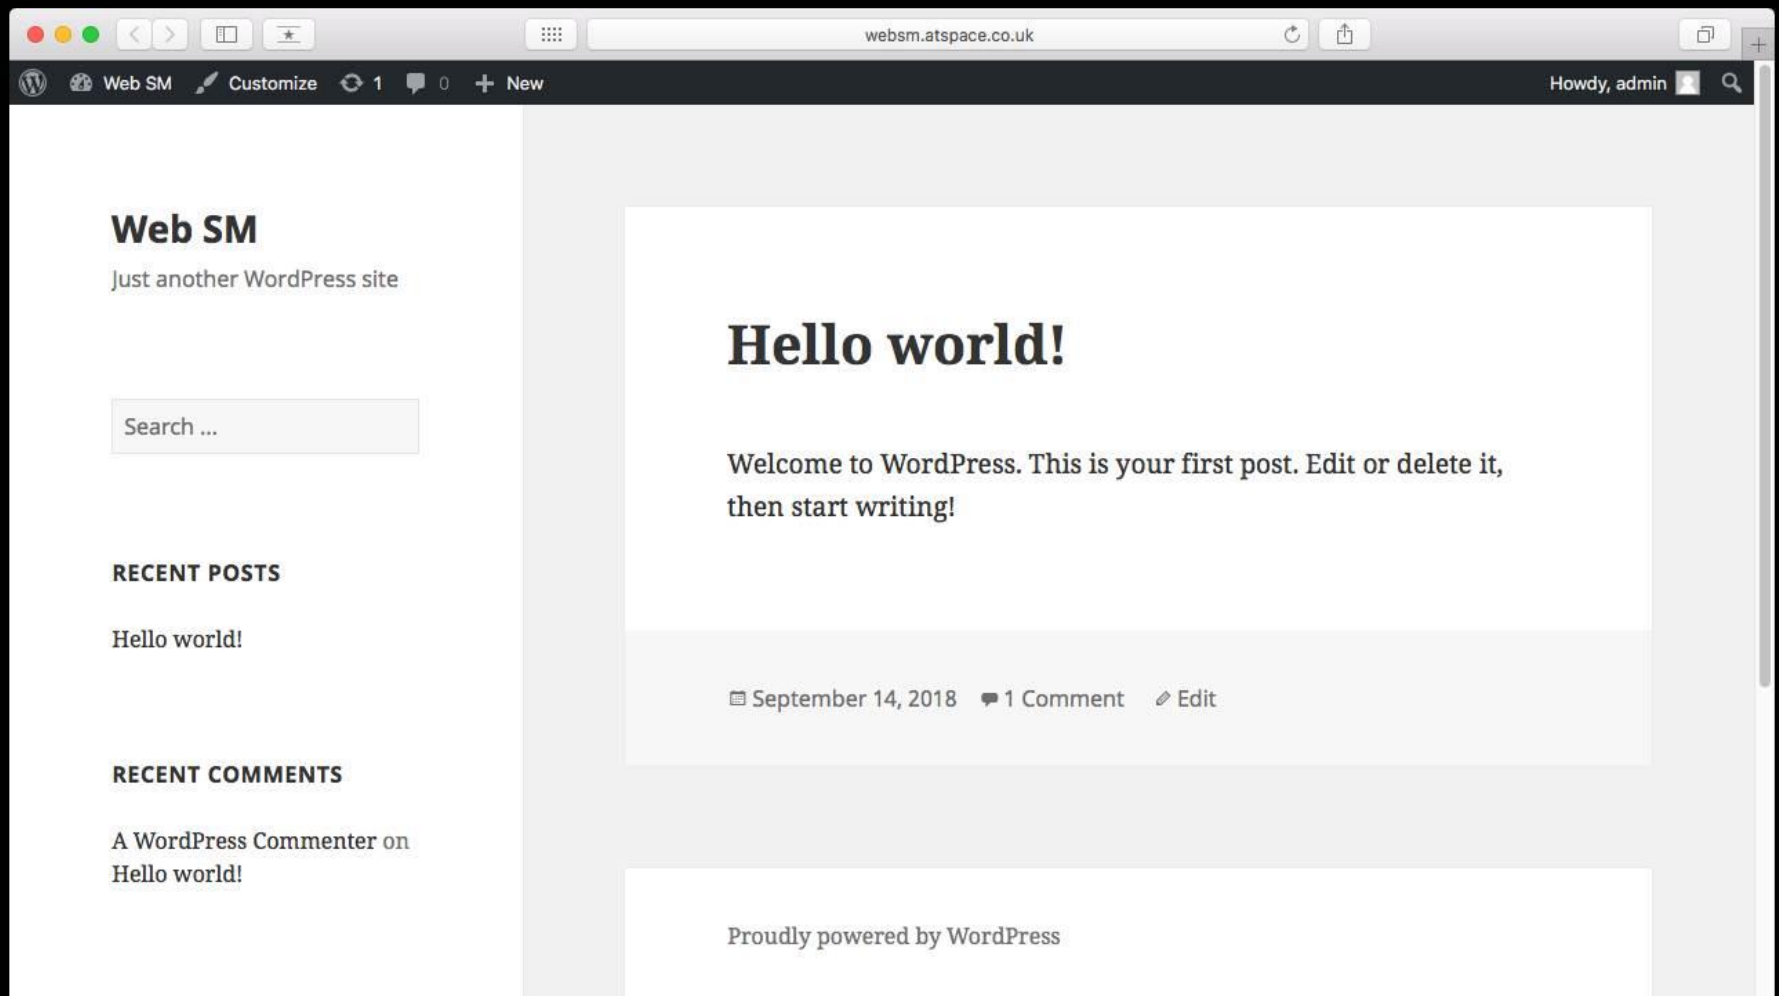 websm.atspace.co.uk
Web SM Customize 1 0 New Howdy, admin
Web SM
Just another WordPress site
Search ...
RECENT POSTS
Hello world!
RECENT COMMENTS
A WordPress Commenter on
Hello world!
Hello world!
Welcome to WordPress. This is your first post. Edit or delete it,
then start writing!
September 14, 2018 1 Comment Edit
Proudly powered by WordPress